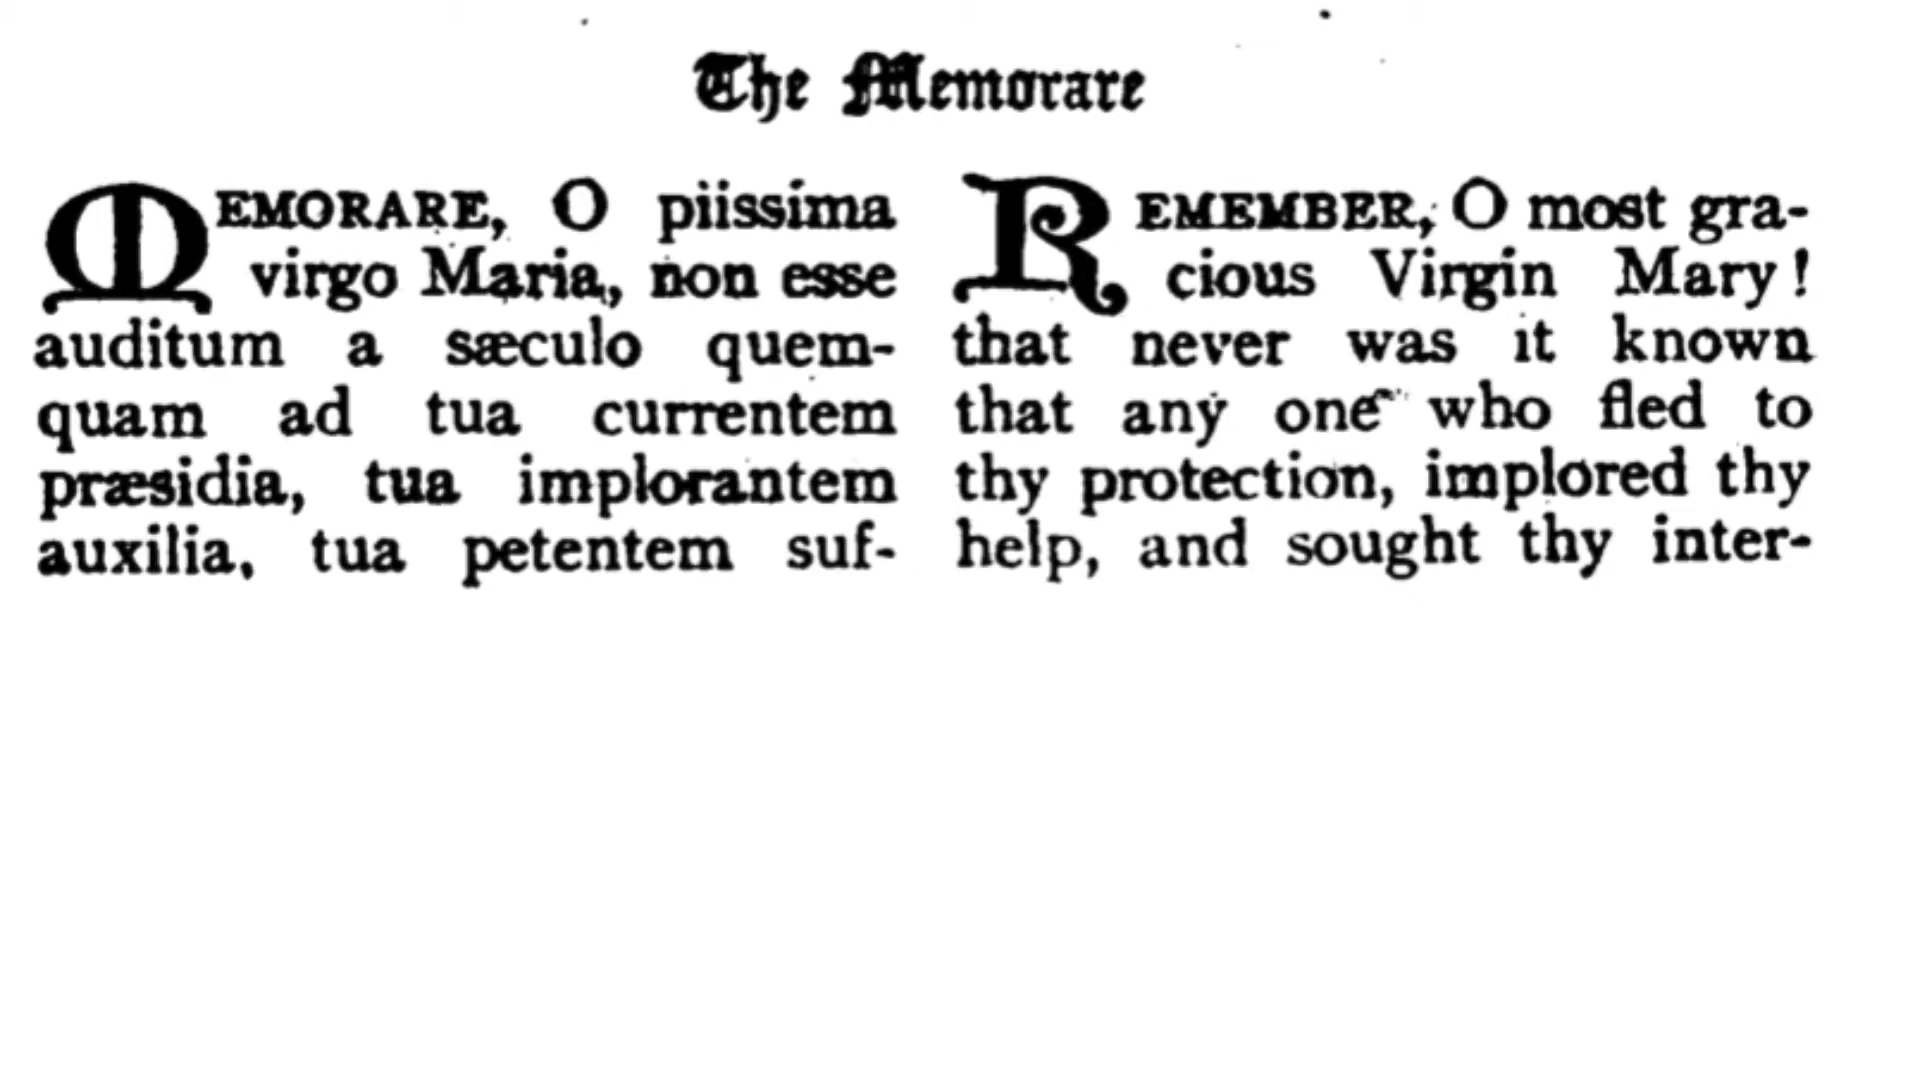 The Memorare
MEMORARE, O piissima
virgo Maria, non esse
auditum a sæculo quem-
quam ad tua currentem
præsidia, tua implorantem
auxilia, tua petentem suf-
REMEMBER, O most gra-
cious Virgin Mary!
that never was it known
that any one who fled to
thy protection, implored thy
help, and sought thy inter-